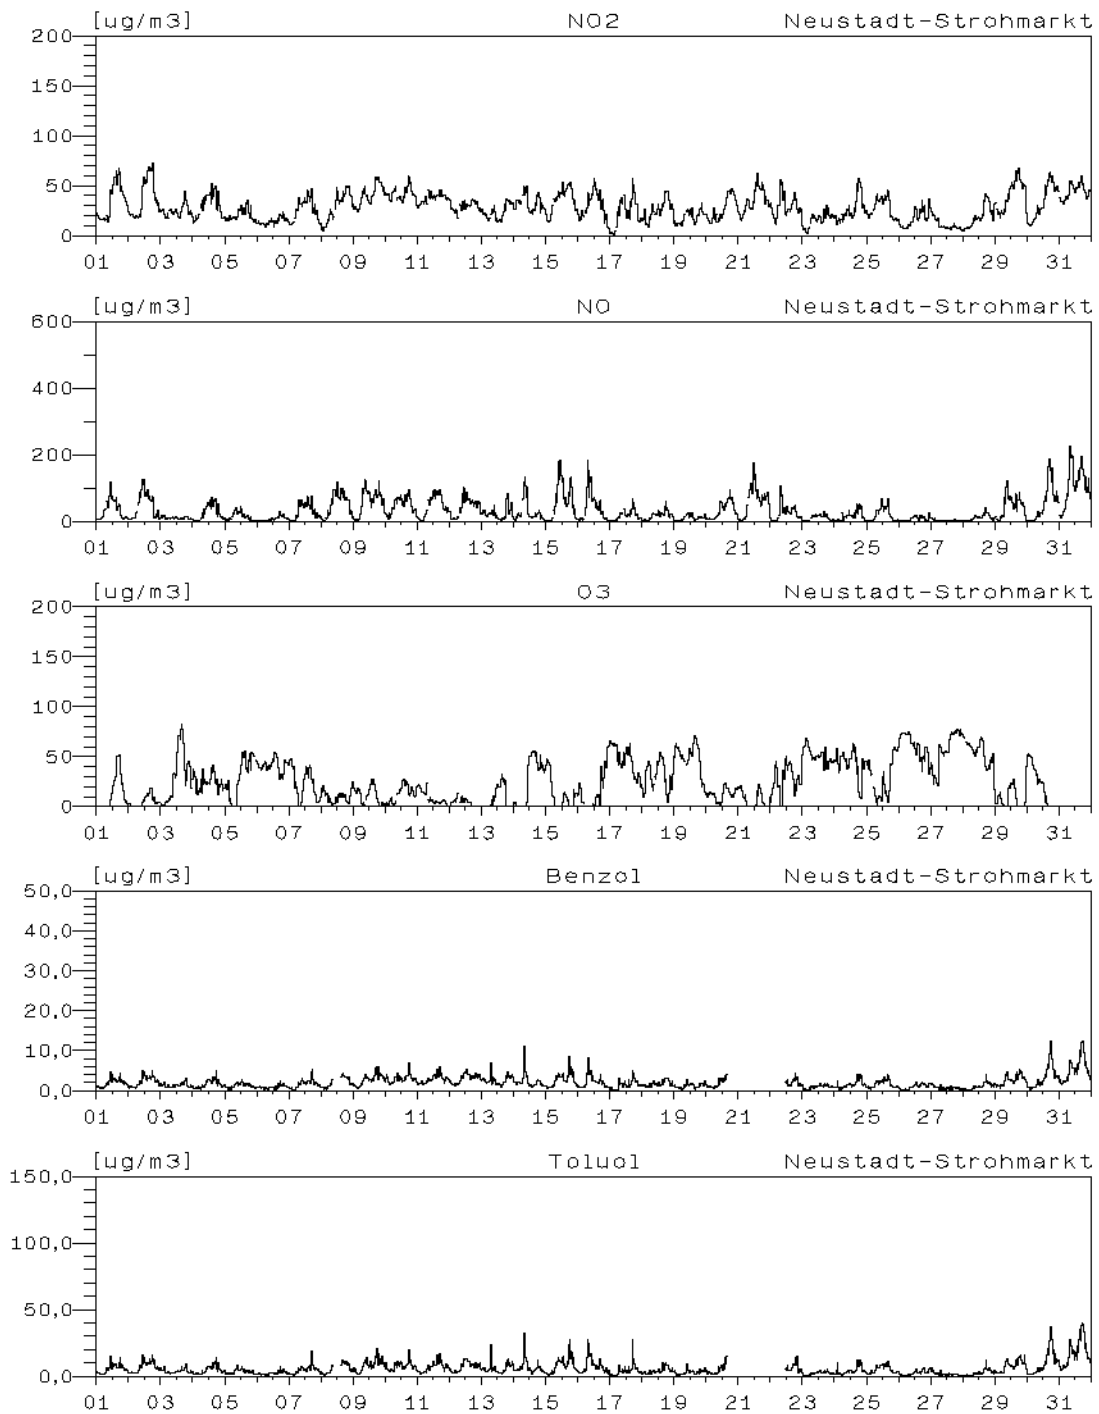 [ug/m3] NO2 Neustadt-Strohmarkt
200
150
100
50
0
01 03 05 07 09 11 13 15 17 19 21 23 25 27 29 31
[ug/m3] NO Neustadt-Strohmarkt
600
400
200
0
01 03 05 07 09 11 13 15 17 19 21 23 25 27 29 31
[ug/m3] O3 Neustadt-Strohmarkt
200
150
100
50
0
01 03 05 07 09 11 13 15 17 19 21 23 25 27 29 31
[ug/m3] Benzol Neustadt-Strohmarkt
50,0
40,0
30,0
20,0
10,0
0,0
01 03 05 07 09 11 13 15 17 19 21 23 25 27 29 31
[ug/m3] Toluol Neustadt-Strohmarkt
150,0
100,0
50,0
0,0
01 03 05 07 09 11 13 15 17 19 21 23 25 27 29 31